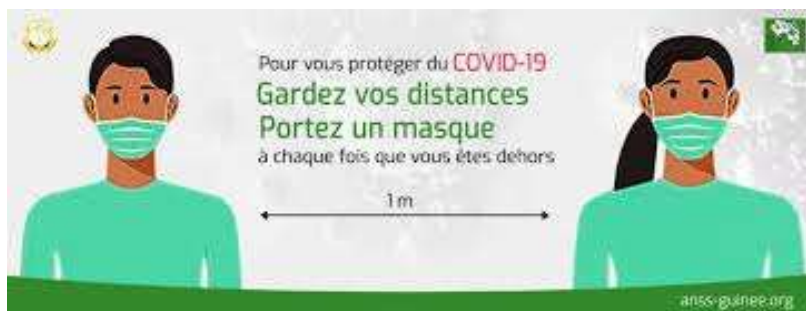 Pour vous protéger du COVID-19
Gardez vos distances
Portez un masque
à chaque fois que vous êtes dehors
1 m
anss-guinee.org